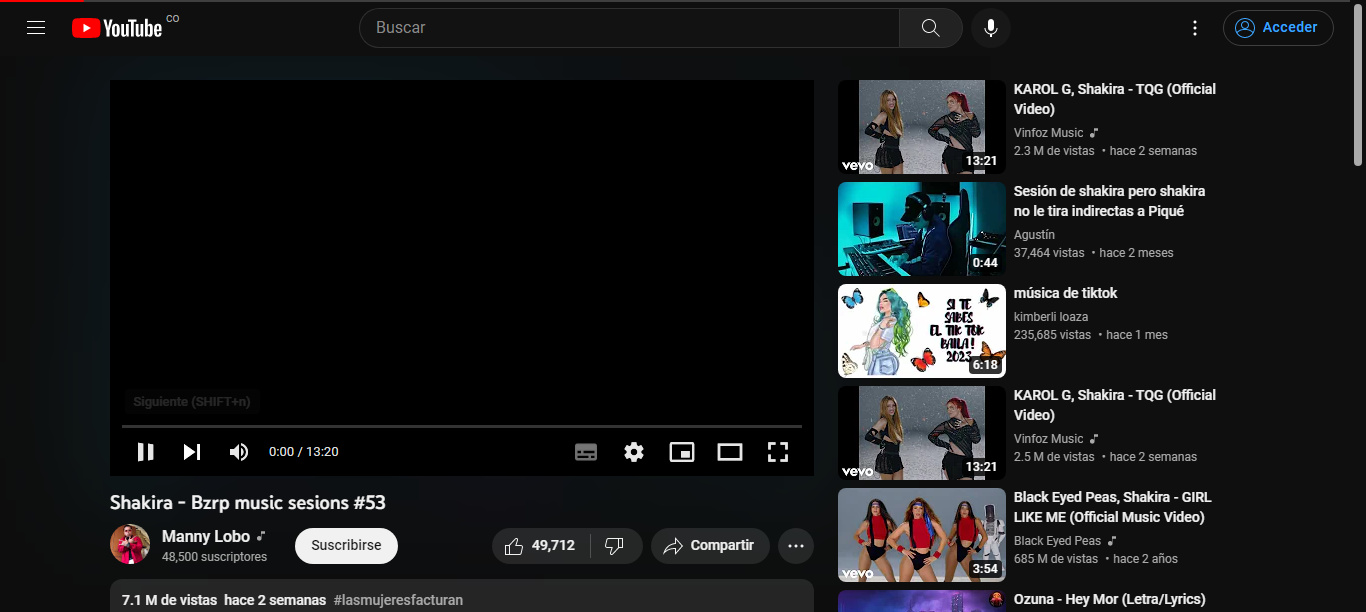 YouTube CO
Buscar
Acceder
Siguiente (SHIFT+n)
0:00 / 13:20
Shakira - Bzrp music sesions #53
Manny Lobo
48,500 suscriptores
Suscribirse
49,712
Compartir
7.1 M de vistas hace 2 semanas #lasmujeresfacturan
vevo
13:21
KAROL G, Shakira - TQG (Official
Video)
Vinfoz Music
2.3 M de vistas • hace 2 semanas
0:44
Sesión de shakira pero shakira
no le tira indirectas a Piqué
Agustín
37,464 vistas • hace 2 meses
SI TE
SABES
EL TIK TOK
BAILA!
2023
6:18
música de tiktok
kimberli loaza
235,685 vistas • hace 1 mes
vevo
13:21
KAROL G, Shakira - TQG (Official
Video)
Vinfoz Music
2.5 M de vistas • hace 2 semanas
vevo
3:54
Black Eyed Peas, Shakira - GIRL
LIKE ME (Official Music Video)
Black Eyed Peas
685 M de vistas • hace 2 años
Ozuna - Hey Mor (Letra/Lyrics)